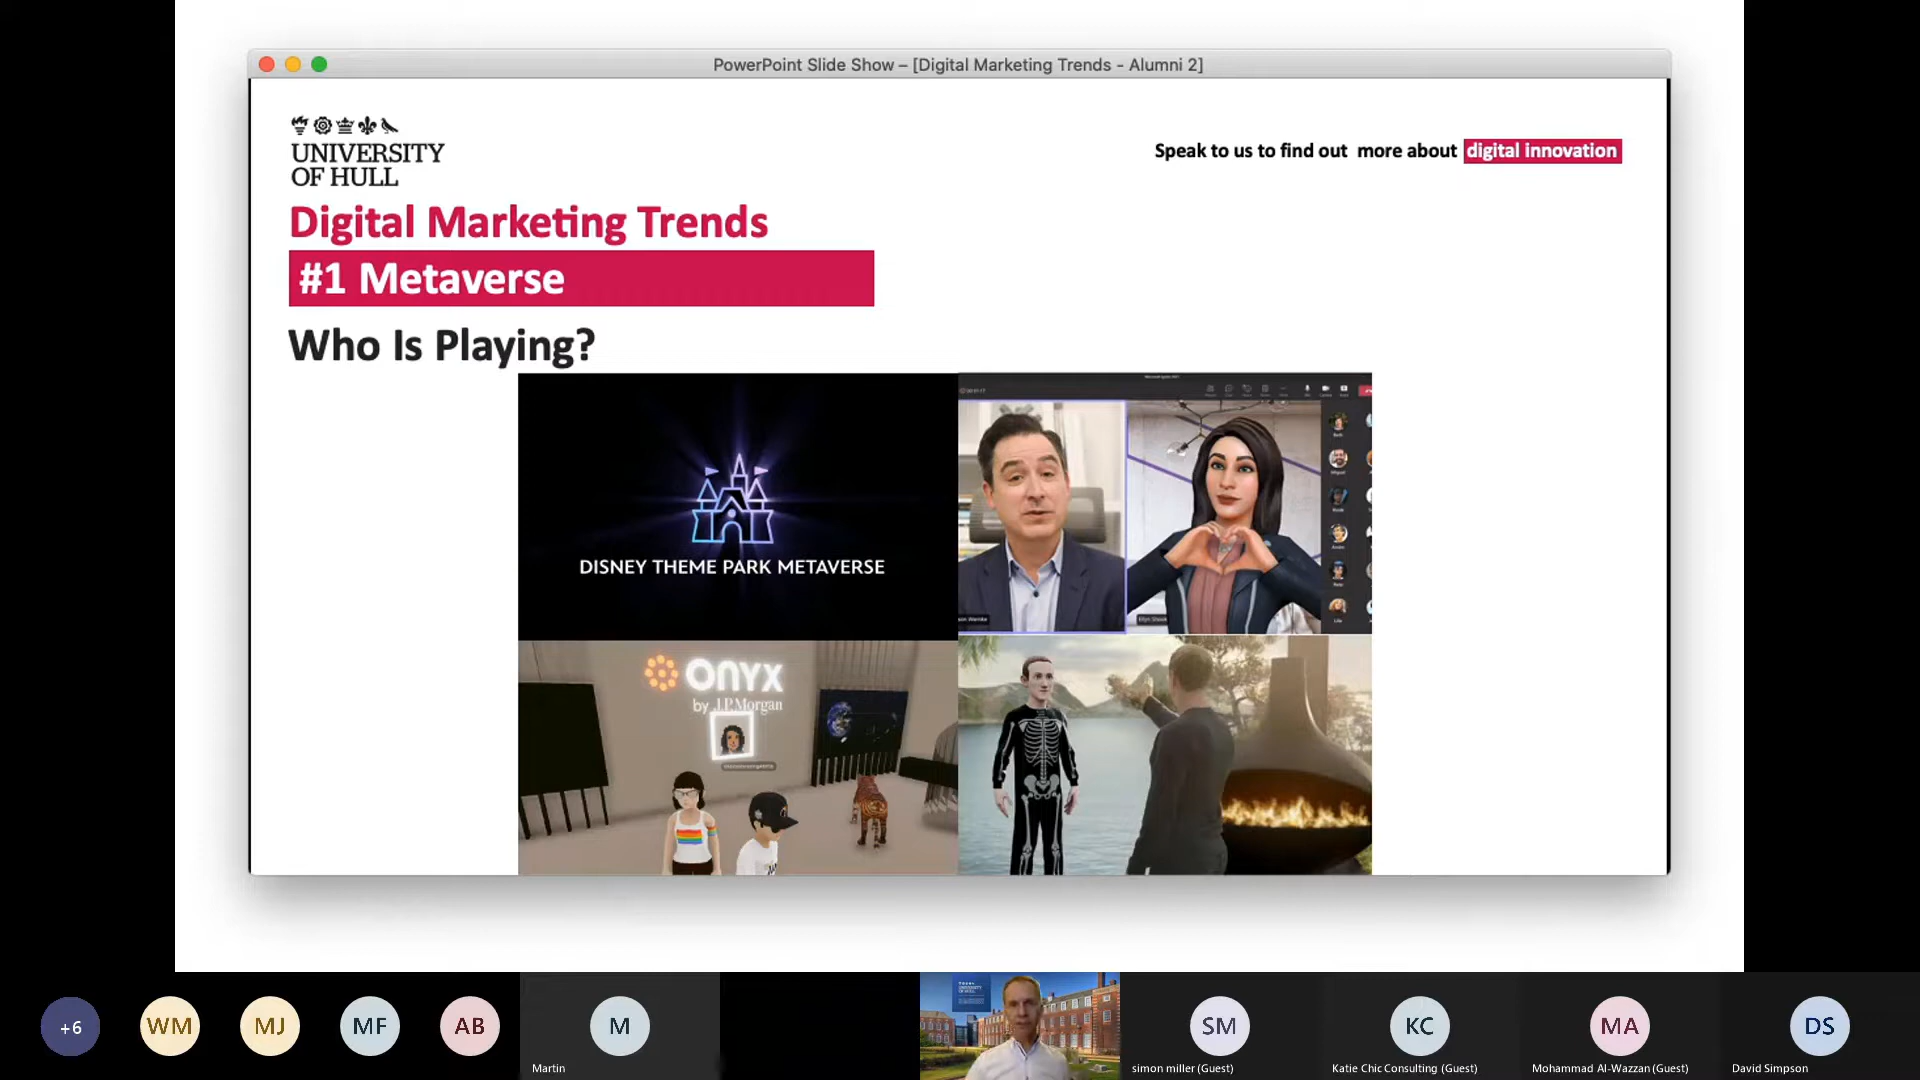 PowerPoint Slide Show – [Digital Marketing Trends - Alumni 2]
UNIVERSITY
OF HULL
Speak to us to find out more about digital innovation
Digital Marketing Trends
#1 Metaverse
Who Is Playing?
DISNEY THEME PARK METAVERSE
ONYX
by J.P.Morgan
+6
WM
MJ
MF
AB
M
Martin
SM
simon miller (Guest)
KC
Katie Chic Consulting (Guest)
MA
Mohammad Al-Wazzan (Guest)
DS
David Simpson